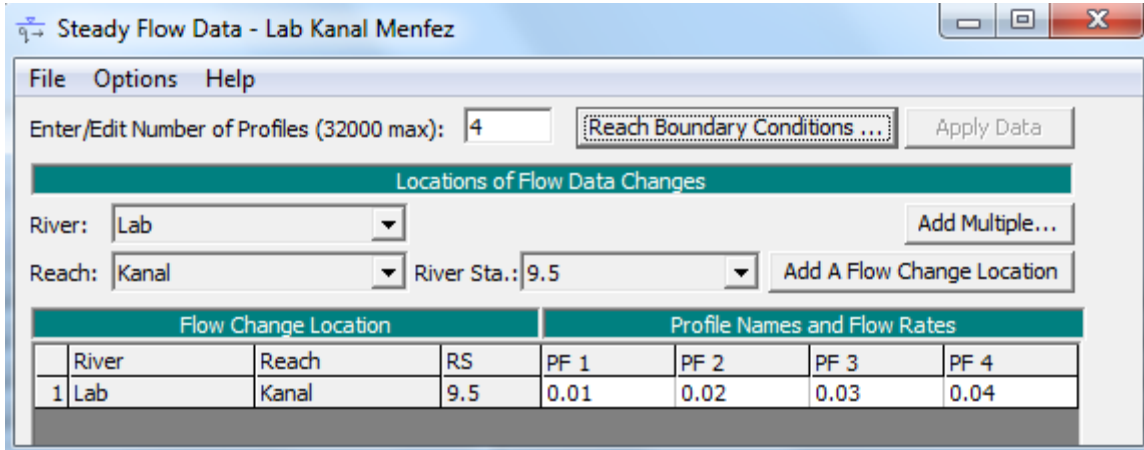 Steady Flow Data - Lab Kanal Menfez
File Options Help
Enter/Edit Number of Profiles (32000 max): 4 Reach Boundary Conditions ... Apply Data
Locations of Flow Data Changes
River: Lab Add Multiple...
Reach: Kanal River Sta.: 9.5 Add A Flow Change Location
Flow Change Location Profile Names and Flow Rates
River Reach RS PF 1 PF 2 PF 3 PF 4
1 Lab Kanal 9.5 0.01 0.02 0.03 0.04